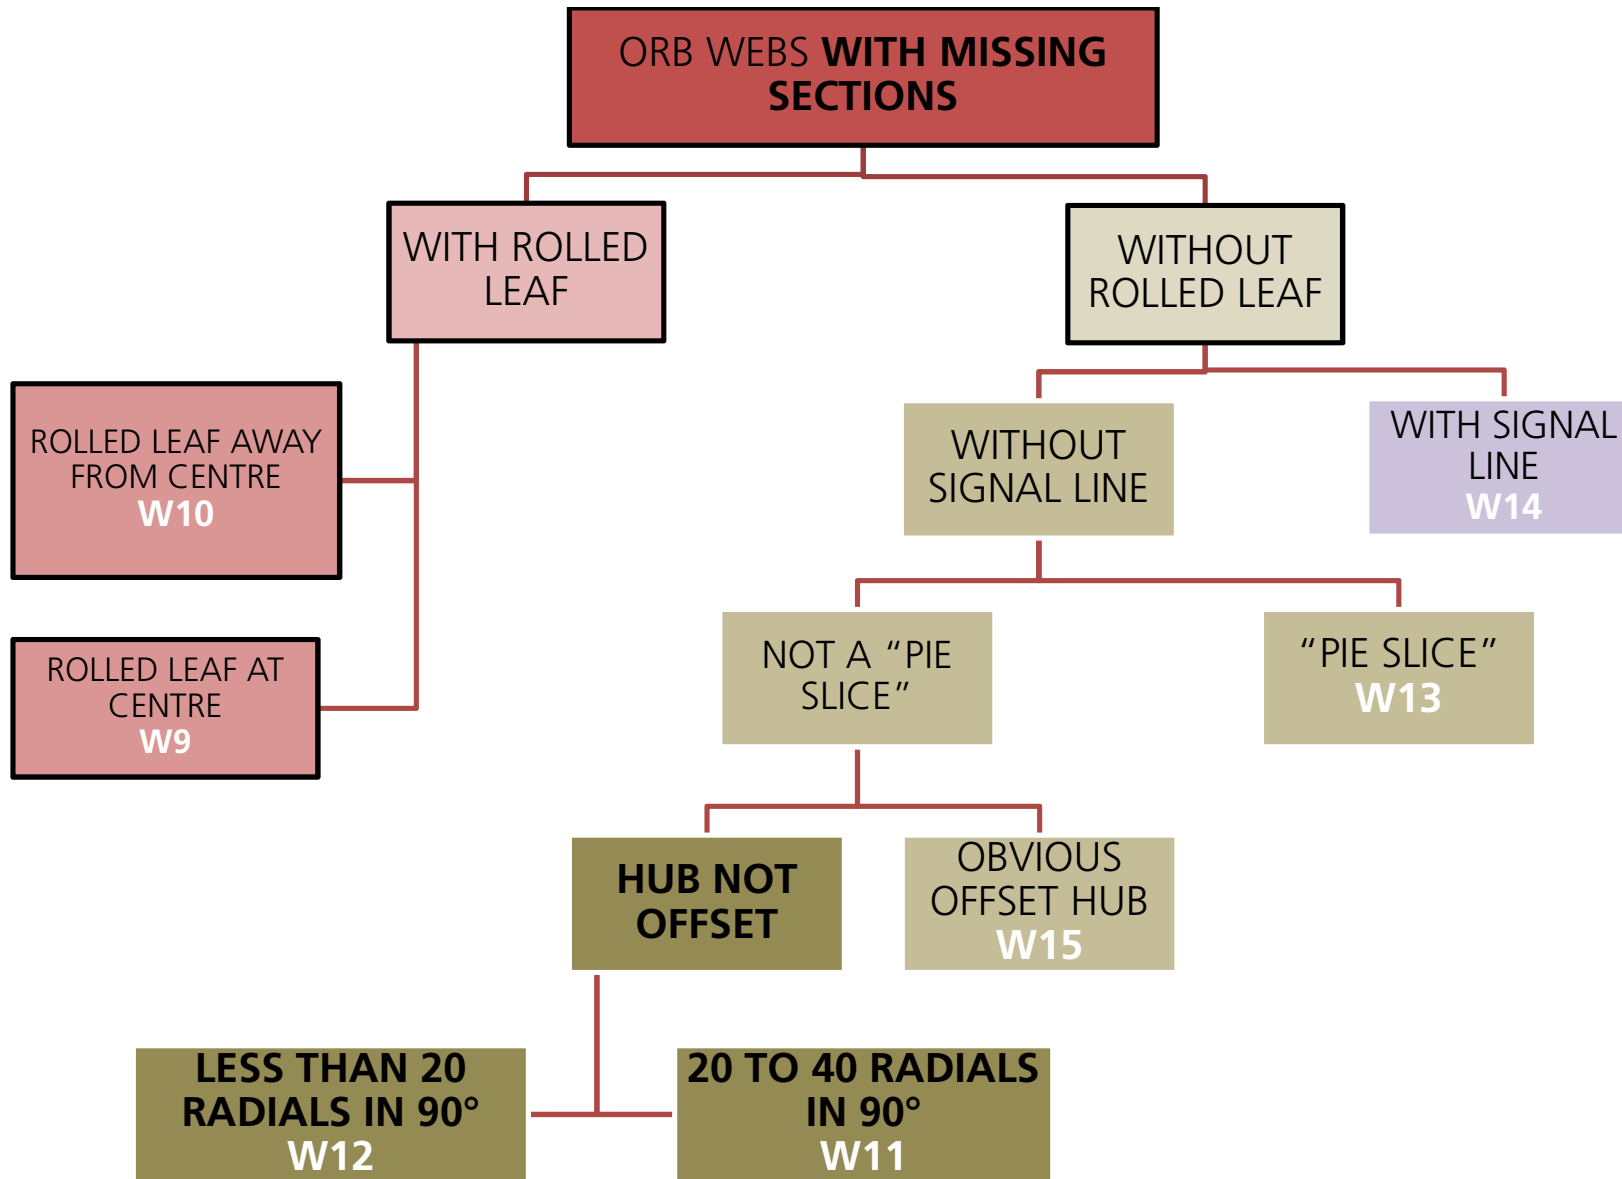 ORB WEBS WITH MISSING
SECTIONS
WITH ROLLED
LEAF
WITHOUT
ROLLED LEAF
ROLLED LEAF AWAY
FROM CENTRE
W10
WITHOUT
SIGNAL LINE
WITH SIGNAL
LINE
W14
ROLLED LEAF AT
CENTRE
W9
NOT A “PIE
SLICE”
“PIE SLICE”
W13
HUB NOT
OFFSET
OBVIOUS
OFFSET HUB
W15
LESS THAN 20
RADIALS IN 90°
W12
20 TO 40 RADIALS
IN 90°
W11